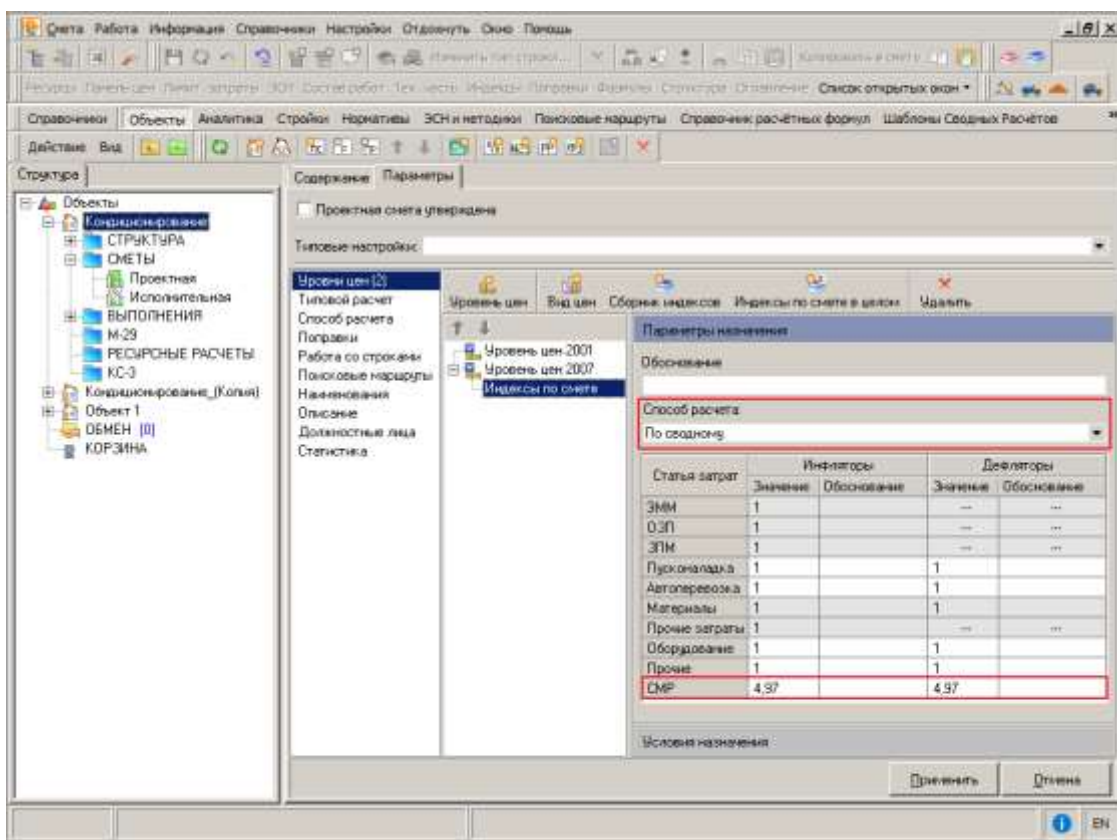 Смета Работа Информация Справочники Настройки Отдохнуть Окно Помощь
Список открытых окон
Справочники Объекты Аналитика Стройки Нормативы ЭСН и методики Поисковые маршруты Справочник расчётных формул Шаблоны Сводных Расчётов
Действие Вид
Структура
Содержание Параметры
Объекты
Кондиционирование
СТРУКТУРА
СМЕТЫ
Проектная
Исполнительная
ВЫПОЛНЕНИЯ
М-29
РЕСУРСНЫЕ РАСЧЕТЫ
КС-3
Кондиционирование_(Копия)
Объект 1
ОБМЕН [0]
КОРЗИНА
Проектная смета утверждена
Типовые настройки:
Уровни цен (2)
Типовой расчет
Способ расчета
Поправки
Работа со строками
Поисковые маршруты
Наименования
Описание
Должностные лица
Статистика
Уровень цен Вид цен Сборник индексов Индексы по смете в целом Удалить
Уровень цен 2001
Уровень цен 2007
Индексы по смете
Параметры назначения
Обоснование
Способ расчета
По сводному
Статья затрат Инфляторы Дефляторы
Значение Обоснование Значение Обоснование
ЭММ 1 --- ---
ОЗП 1 --- ---
ЗПМ 1 --- ---
Пусконаладка 1 1
Автоперевозка 1 1
Материалы 1 1
Прочие затраты 1 --- ---
Оборудование 1 1
Прочие 1 1
СМР 4,97 4,97
Условия назначения
Применить Отмена
EN